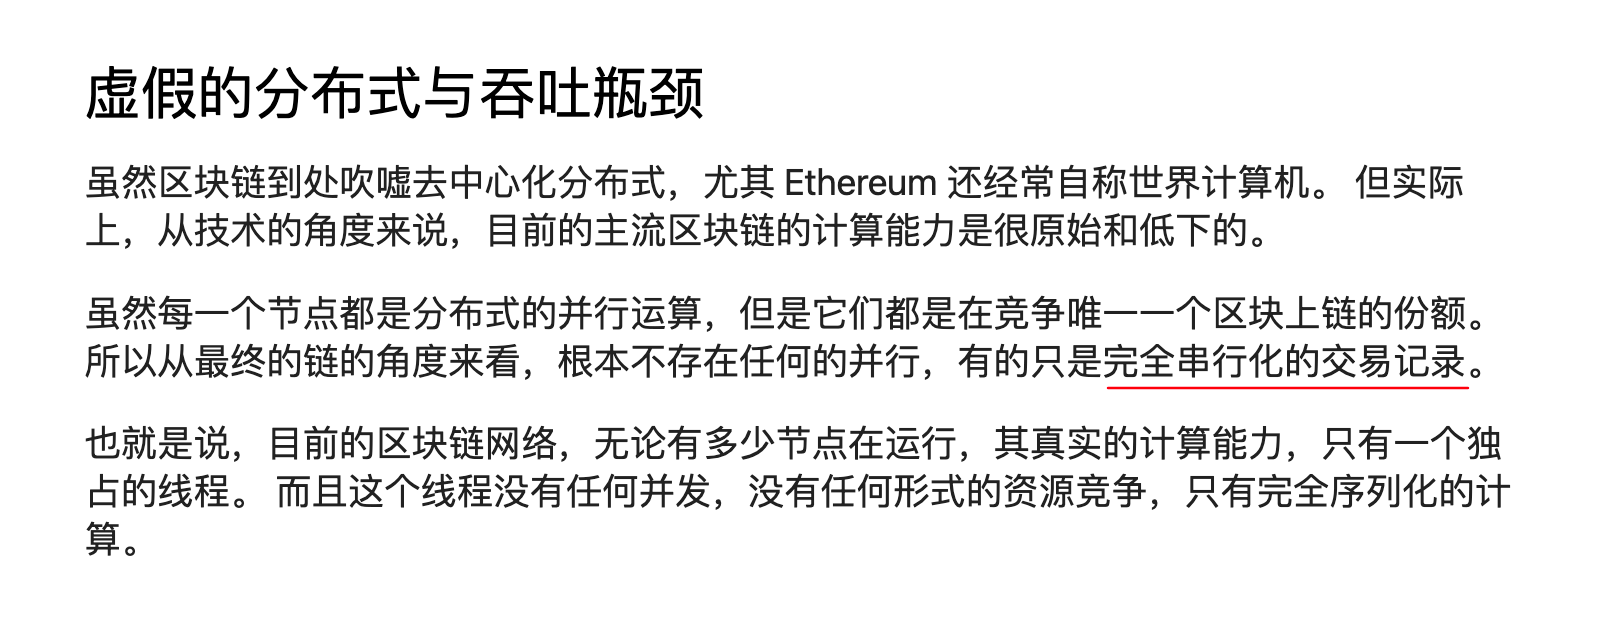 虚假的分布式与吞吐瓶颈
虽然区块链到处吹嘘去中心化分布式，尤其 Ethereum 还经常自称世界计算机。 但实际
上，从技术的角度来说，目前的主流区块链的计算能力是很原始和低下的。
虽然每一个节点都是分布式的并行运算，但是它们都是在竞争唯一一个区块上链的份额。
所以从最终的链的角度来看，根本不存在任何的并行，有的只是完全串行化的交易记录。
也就是说，目前的区块链网络，无论有多少节点在运行，其真实的计算能力，只有一个独
占的线程。 而且这个线程没有任何并发，没有任何形式的资源竞争，只有完全序列化的计
算。